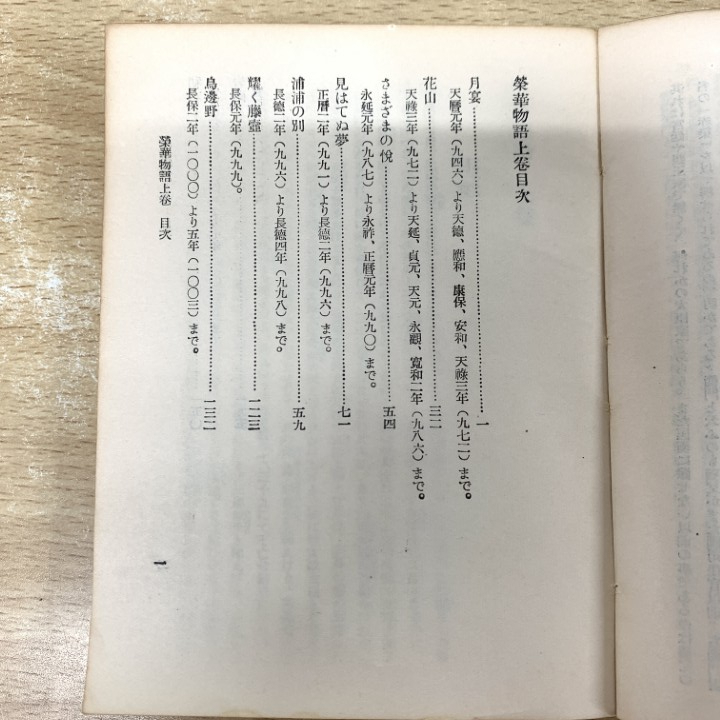 榮華物語上卷目次
月宴…………一
天曆元年（九四六）より天德、應和、康保、安和、天祿三年（九七二）まで。
花山…………三二
天祿三年（九七二）より天延、貞元、天元、永觀、寬和二年（九八六）まで。
さまざまの悅…………五四
永延元年（九八七）より永祚、正曆元年（九九〇）まで。
見はてぬ夢…………七一
正曆二年（九九一）より長德二年（九九六）まで。
浦浦の別…………五九
長德二年（九九六）より長德四年（九九八）まで。
耀く藤壺…………一二三
長保元年（九九九）。
鳥邊野…………一三二
長保二年（一〇〇〇）より五年（一〇〇三）まで。
榮華物語上卷 目次
一